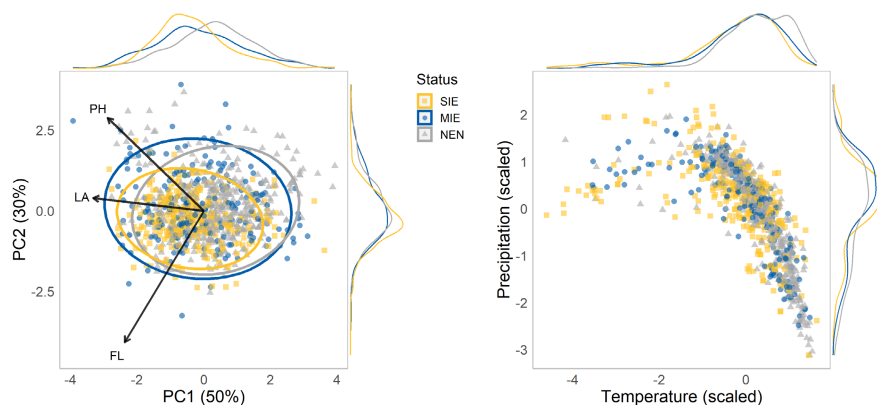 PH
LA
FL
2.5
0.0
-2.5
PC2 (30%)
-4
-2
0
2
4
PC1 (50%)
Status
SIE
MIE
NEN
2
1
0
-1
-2
-3
Precipitation (scaled)
-4
-2
0
Temperature (scaled)